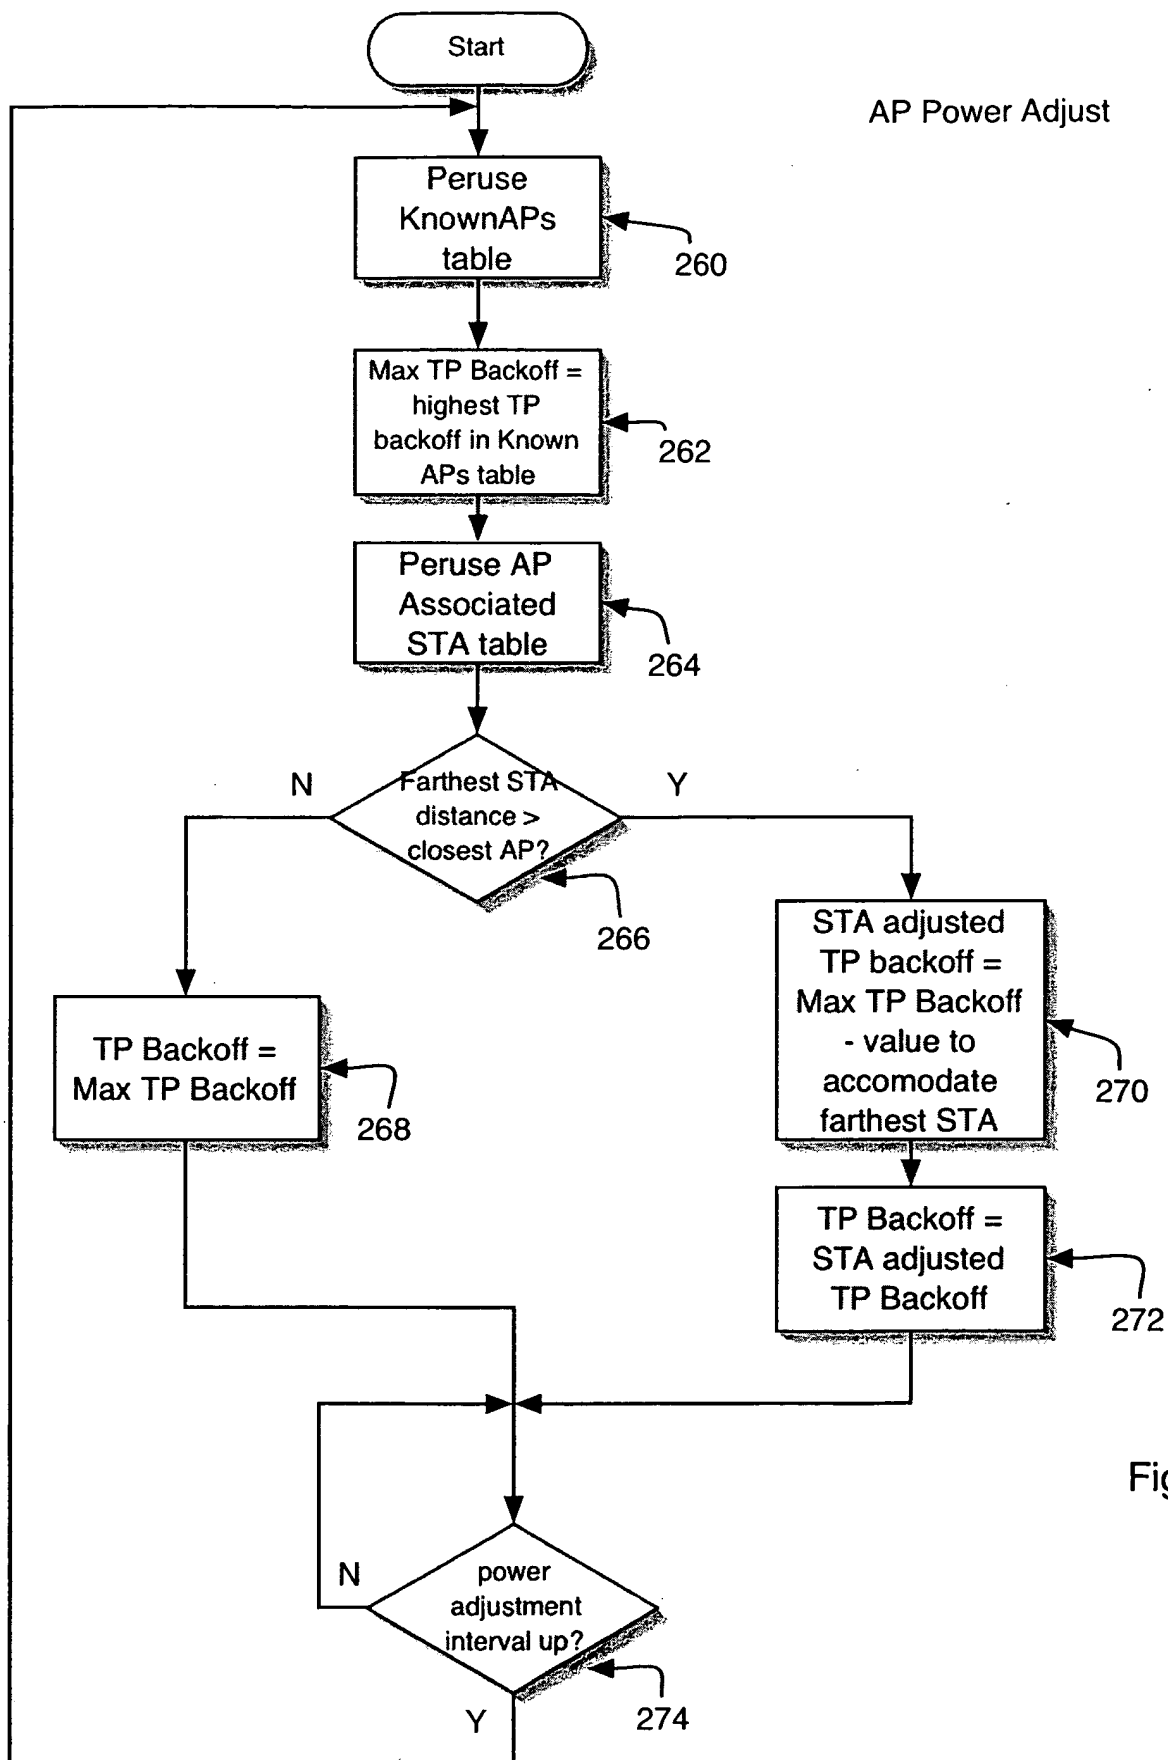 Start
AP Power Adjust
Peruse
KnownAPs
table
260
Max TP Backoff =
highest TP
backoff in Known
APs table
262
Peruse AP
Associated
STA table
264
N
Y
Farthest STA
distance >
closest AP?
266
STA adjusted
TP backoff =
Max TP Backoff
- value to
accomodate
farthest STA
270
TP Backoff =
Max TP Backoff
268
TP Backoff =
STA adjusted
TP Backoff
272
N
power
adjustment
interval up?
Y
274